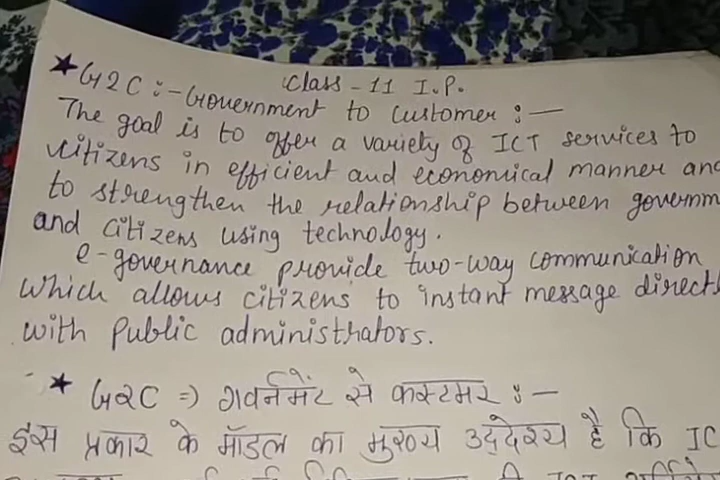 Class - 11 I.P.
★ G2C :- Government to customer :—
The goal is to offer a variety of ICT services to
citizens in efficient and economical manner and
to strengthen the relationship between governm
and citizens using technology.
e-governance provide two-way communication
which allows citizens to instant message directl
with Public administrators.
★ G2C => गवर्नमेंट से कस्टमर :—
इस प्रकार के मॉडल का मुख्य उद्देश्य है कि IC